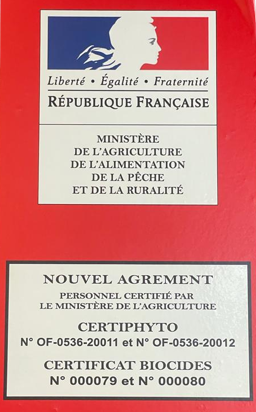 Liberté • Égalité • Fraternité
RÉPUBLIQUE FRANÇAISE
MINISTÈRE
DE L'AGRICULTURE
DE L'ALIMENTATION
DE LA PÊCHE
ET DE LA RURALITÉ
NOUVEL AGREMENT
PERSONNEL CERTIFIÉ PAR
LE MINISTÈRE DE L'AGRICULTURE
CERTIPHYTO
N° OF-0536-20011 et N° OF-0536-20012
CERTIFICAT BIOCIDES
N° 000079 et N° 000080